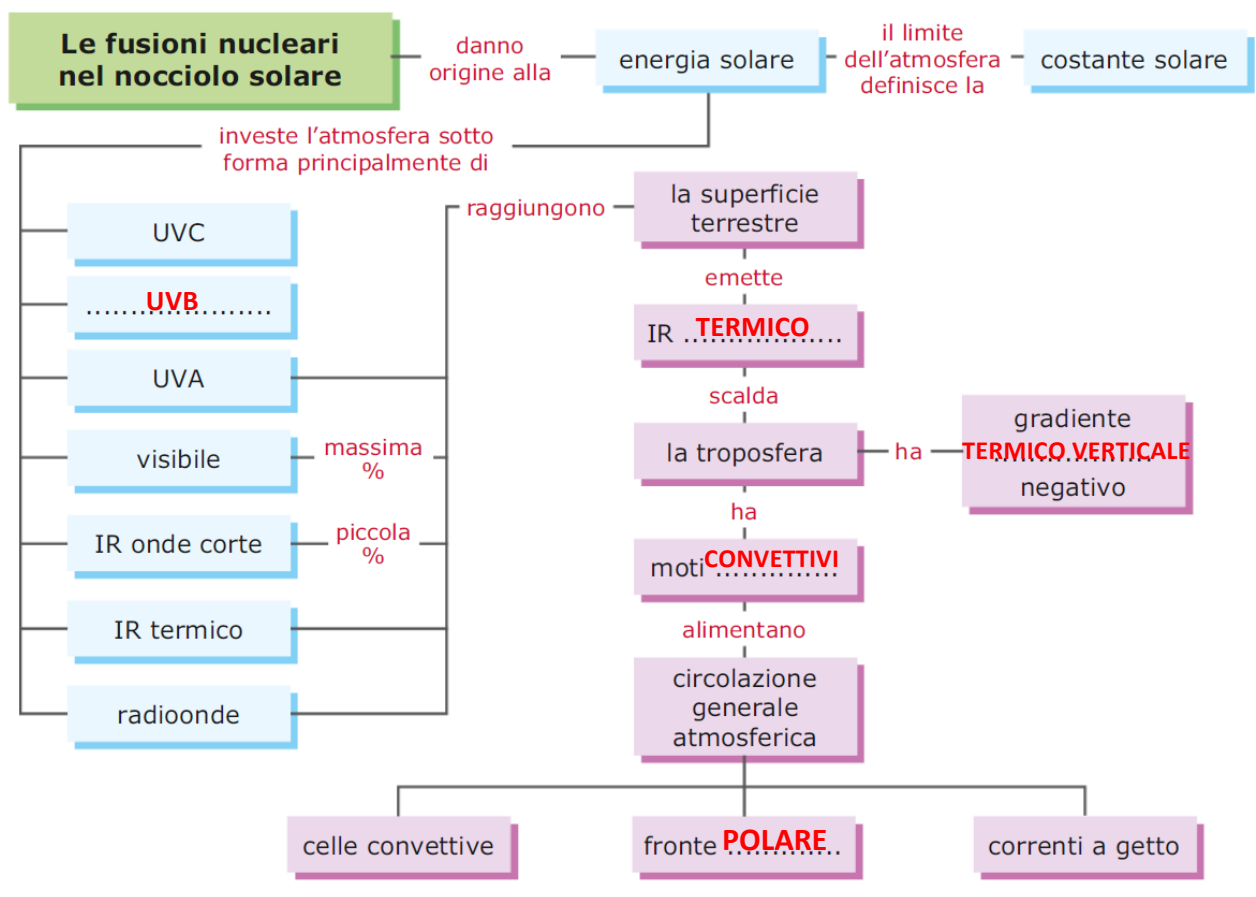 Le fusioni nucleari
nel nocciolo solare
danno
origine alla
energia solare
il limite
dell'atmosfera
definisce la
costante solare
investe l'atmosfera sotto
forma principalmente di
UVC
UVB
UVA
visibile
massima
%
IR onde corte
piccola
%
IR termico
radioonde
raggiungono
la superficie
terrestre
emette
IR TERMICO
scalda
la troposfera
ha
gradiente
TERMICO VERTICALE
negativo
ha
moti CONVETTIVI
alimentano
circolazione
generale
atmosferica
celle convettive
fronte POLARE
correnti a getto